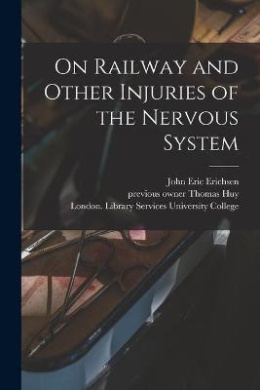 On Railway and
Other Injuries of
the Nervous
System
John Eric Erichsen
previous owner Thomas Huy
London. Library Services University College